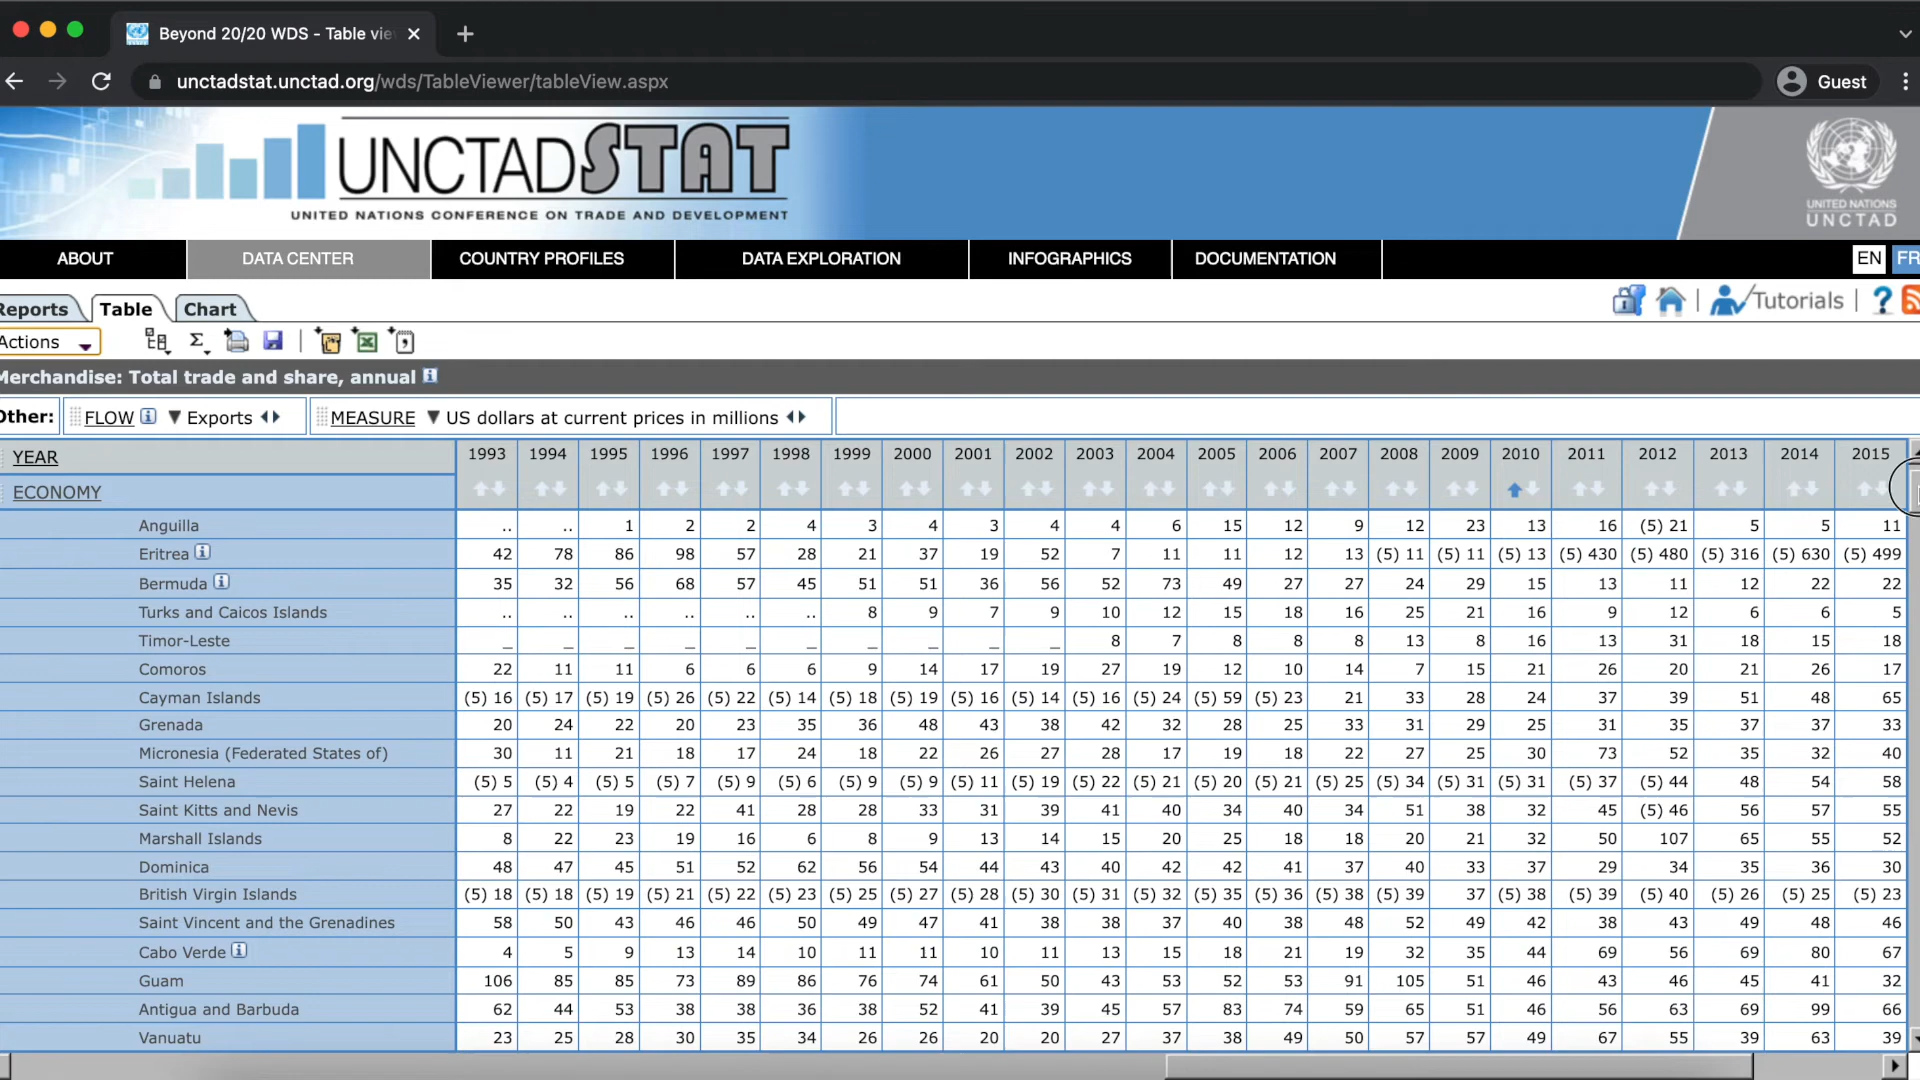 Beyond 20/20 WDS - Table vie
unctadstat.unctad.org/wds/TableViewer/tableView.aspx
Guest
UNCTADSTAT
UNITED NATIONS CONFERENCE ON TRADE AND DEVELOPMENT
UNITED NATIONS
UNCTAD
ABOUT DATA CENTER COUNTRY PROFILES DATA EXPLORATION INFOGRAPHICS DOCUMENTATION EN FR
Reports Table Chart Tutorials ?
Actions
Merchandise: Total trade and share, annual
Other: FLOW Exports MEASURE US dollars at current prices in millions
YEAR 1993 1994 1995 1996 1997 1998 1999 2000 2001 2002 2003 2004 2005 2006 2007 2008 2009 2010 2011 2012 2013 2014 2015
ECONOMY
Anguilla .. .. 1 2 2 4 3 4 3 4 4 6 15 12 9 12 23 13 16 (5) 21 5 5 11
Eritrea 42 78 86 98 57 28 21 37 19 52 7 11 11 12 13 (5) 11 (5) 11 (5) 13 (5) 430 (5) 480 (5) 316 (5) 630 (5) 499
Bermuda 35 32 56 68 57 45 51 51 36 56 52 73 49 27 27 24 29 15 13 11 12 22 22
Turks and Caicos Islands .. .. .. .. .. .. 8 9 7 9 10 12 15 18 16 25 21 16 9 12 6 6 5
Timor-Leste _ _ _ _ _ _ _ _ _ _ 8 7 8 8 8 13 8 16 13 31 18 15 18
Comoros 22 11 11 6 6 6 9 14 17 19 27 19 12 10 14 7 15 21 26 20 21 26 17
Cayman Islands (5) 16 (5) 17 (5) 19 (5) 26 (5) 22 (5) 14 (5) 18 (5) 19 (5) 16 (5) 14 (5) 16 (5) 24 (5) 59 (5) 23 21 33 28 24 37 39 51 48 65
Grenada 20 24 22 20 23 35 36 48 43 38 42 32 28 25 33 31 29 25 31 35 37 37 33
Micronesia (Federated States of) 30 11 21 18 17 24 18 22 26 27 28 17 19 18 22 27 25 30 73 52 35 32 40
Saint Helena (5) 5 (5) 4 (5) 5 (5) 7 (5) 9 (5) 6 (5) 9 (5) 9 (5) 11 (5) 19 (5) 22 (5) 21 (5) 20 (5) 21 (5) 25 (5) 34 (5) 31 (5) 31 (5) 37 (5) 44 48 54 58
Saint Kitts and Nevis 27 22 19 22 41 28 28 33 31 39 41 40 34 40 34 51 38 32 45 (5) 46 56 57 55
Marshall Islands 8 22 23 19 16 6 8 9 13 14 15 20 25 18 18 20 21 32 50 107 65 55 52
Dominica 48 47 45 51 52 62 56 54 44 43 40 42 42 41 37 40 33 37 29 34 35 36 30
British Virgin Islands (5) 18 (5) 18 (5) 19 (5) 21 (5) 22 (5) 23 (5) 25 (5) 27 (5) 28 (5) 30 (5) 31 (5) 32 (5) 35 (5) 36 (5) 38 (5) 39 37 (5) 38 (5) 39 (5) 40 (5) 26 (5) 25 (5) 23
Saint Vincent and the Grenadines 58 50 43 46 46 50 49 47 41 38 38 37 40 38 48 52 49 42 38 43 49 48 46
Cabo Verde 4 5 9 13 14 10 11 11 10 11 13 15 18 21 19 32 35 44 69 56 69 80 67
Guam 106 85 85 73 89 86 76 74 61 50 43 53 52 53 91 105 51 46 43 46 45 41 32
Antigua and Barbuda 62 44 53 38 38 36 38 52 41 39 45 57 83 74 59 65 51 46 56 63 69 99 66
Vanuatu 23 25 28 30 35 34 26 26 20 20 27 37 38 49 50 57 57 49 67 55 39 63 39